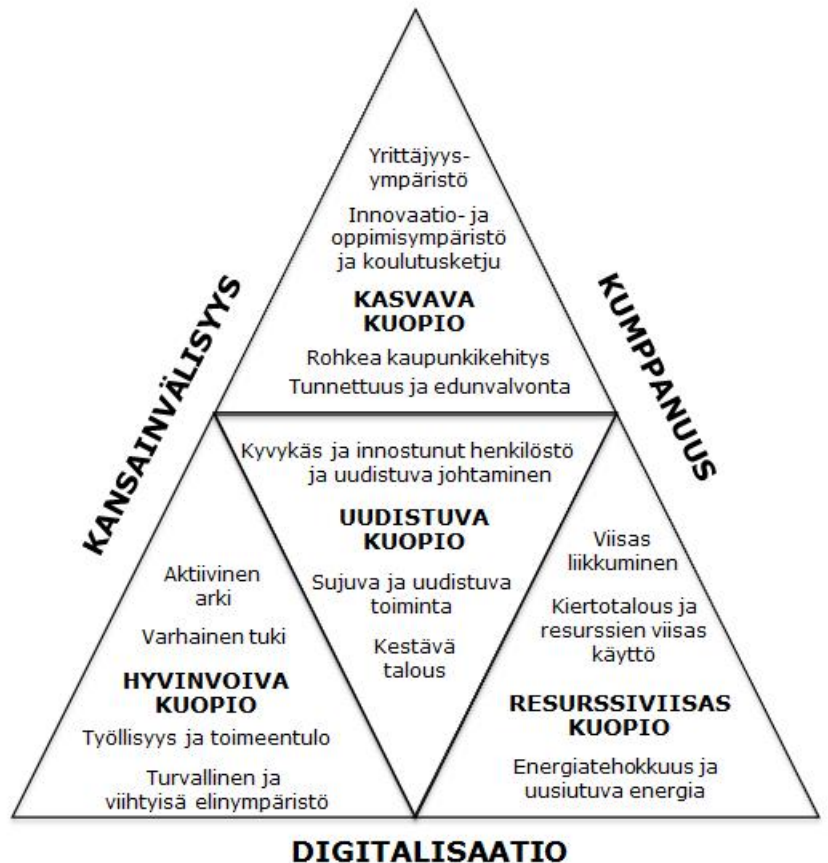 Yrittäjyys-
ympäristö
Innovaatio- ja
oppimisympäristö
ja koulutusketju
KASVAVA
KUOPIO
Rohkea kaupunkikehitys
Tunnettuus ja edunvalvonta
KANSAINVÄLISYYS
KUMPPANUUS
Kyvykäs ja innostunut henkilöstö
ja uudistuva johtaminen
UUDISTUVA
KUOPIO
Sujuva ja uudistuva
toiminta
Kestävä
talous
Aktiivinen
arki
Varhainen tuki
HYVINVOIVA
KUOPIO
Työllisyys ja toimeentulo
Turvallinen ja
viihtyisä elinympäristö
Viisas
liikkuminen
Kiertotalous ja
resurssien viisas
käyttö
RESURSSIVIISAS
KUOPIO
Energiatehokkuus ja
uusiutuva energia
DIGITALISAATIO